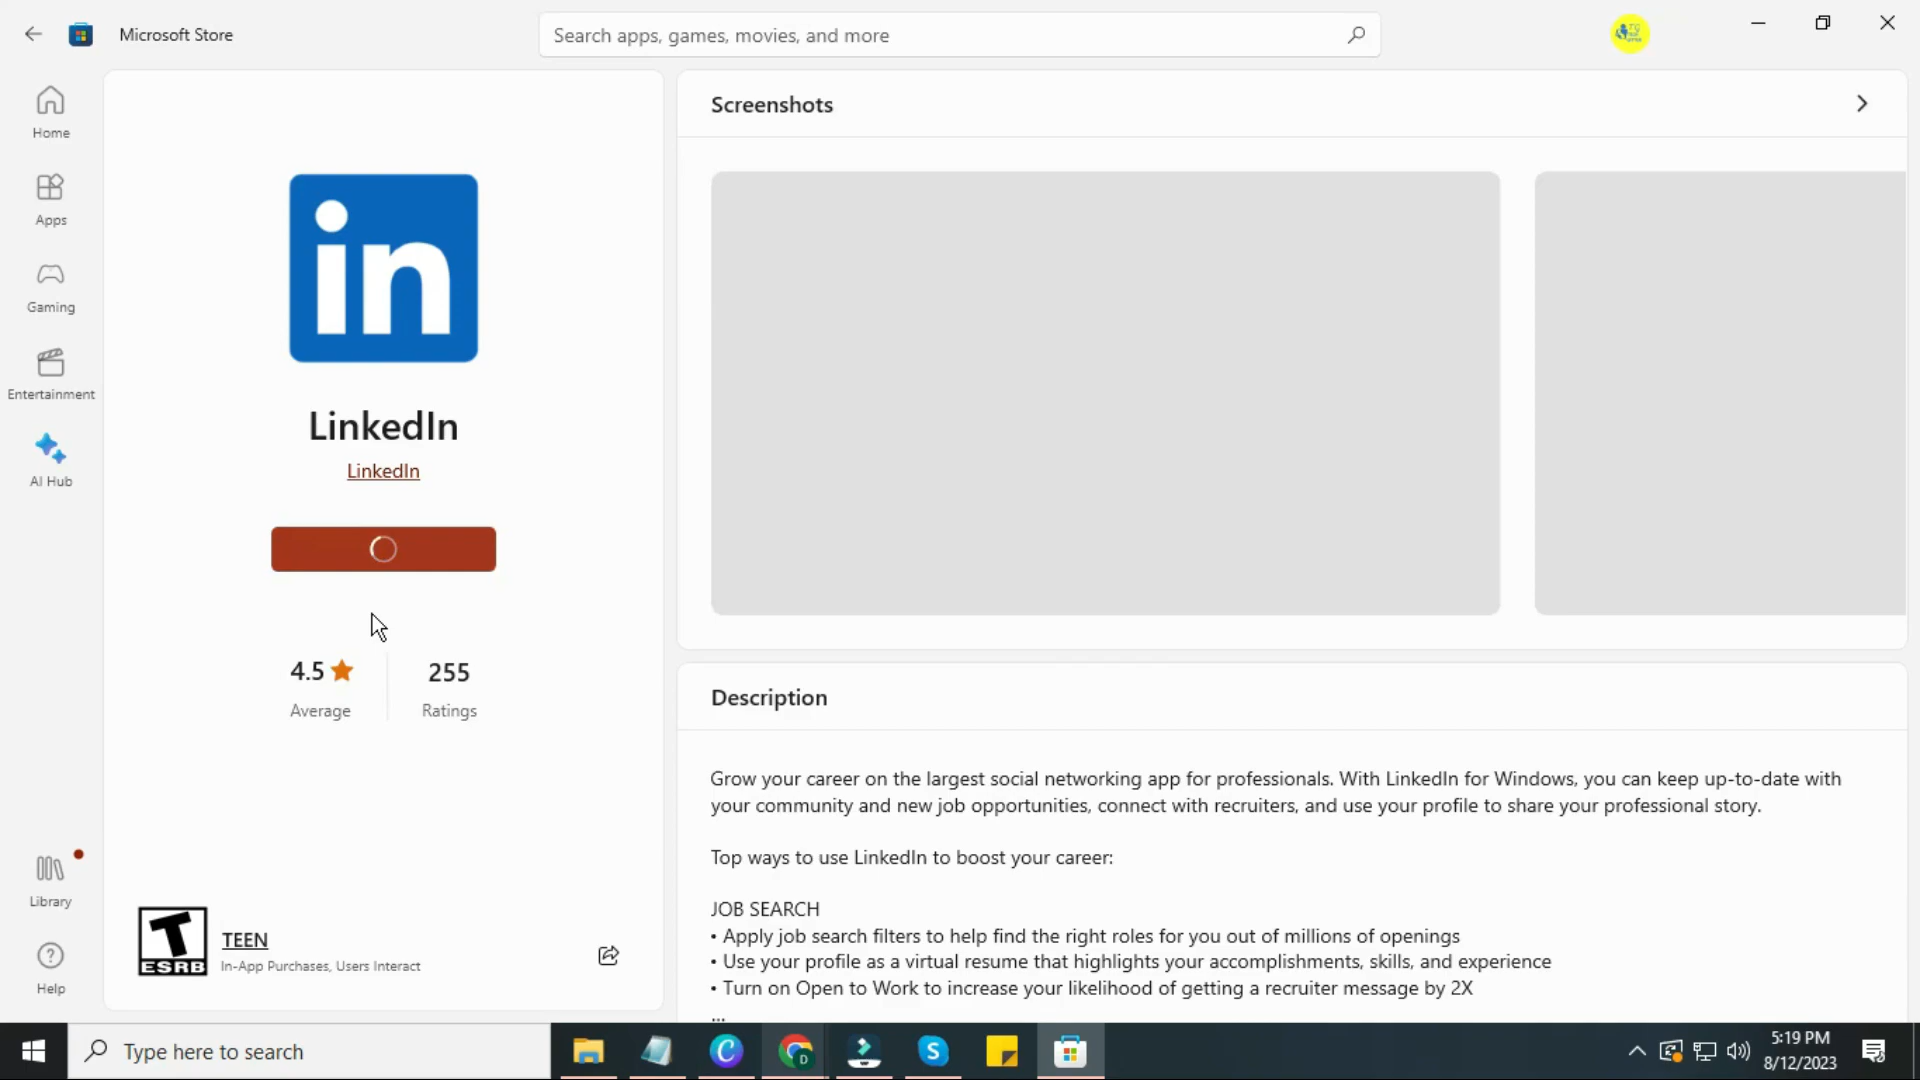 Microsoft Store
Search apps, games, movies, and more
Home
Apps
Gaming
Entertainment
AI Hub
Library
Help
in
LinkedIn
LinkedIn
4.5
Average
255
Ratings
T
ESRB
TEEN
In-App Purchases, Users Interact
Screenshots
Description
Grow your career on the largest social networking app for professionals. With LinkedIn for Windows, you can keep up-to-date with
your community and new job opportunities, connect with recruiters, and use your profile to share your professional story.
Top ways to use LinkedIn to boost your career:
JOB SEARCH
• Apply job search filters to help find the right roles for you out of millions of openings
• Use your profile as a virtual resume that highlights your accomplishments, skills, and experience
• Turn on Open to Work to increase your likelihood of getting a recruiter message by 2X
...
Type here to search
D
5:19 PM
8/12/2023